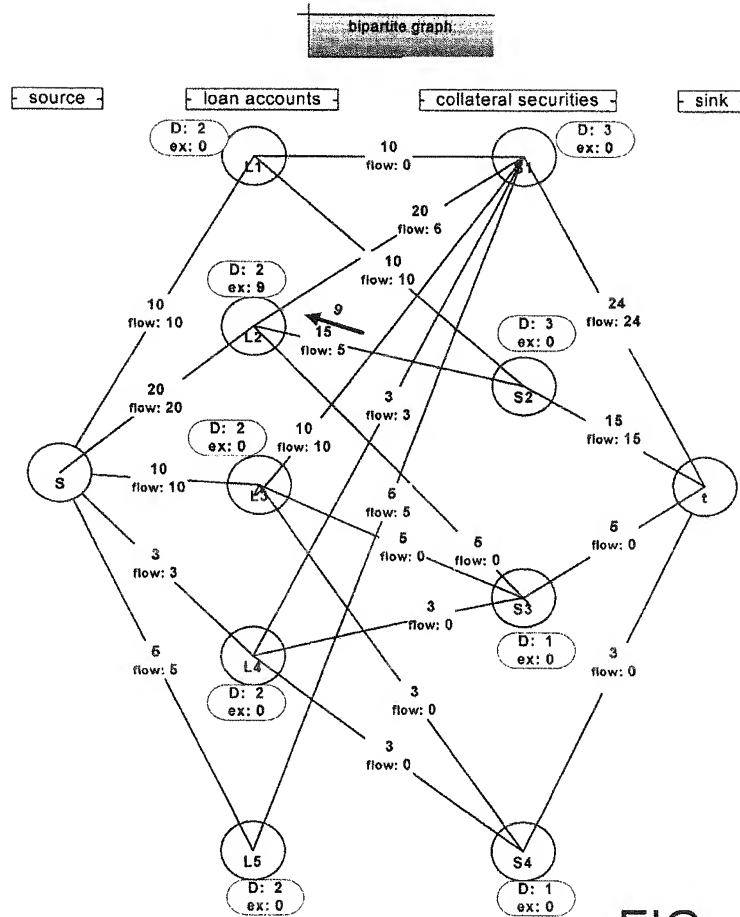 bipartite graph
source
loan accounts
collateral securities
sink
D: 2
ex: 0
L1
10
flow: 0
D: 3
ex: 0
S1
20
flow: 6
10
flow: 10
D: 2
ex: 9
L2
9
15
flow: 5
10
flow: 10
24
flow: 24
D: 3
ex: 0
S2
20
flow: 20
3
flow: 3
15
flow: 15
D: 2
ex: 0
10
flow: 10
S
10
flow: 10
L3
t
5
flow: 5
5
flow: 0
5
flow: 0
5
flow: 0
3
flow: 3
S3
3
flow: 0
D: 1
ex: 0
5
flow: 5
L4
D: 2
ex: 0
3
flow: 0
3
flow: 0
3
flow: 0
L5
D: 2
ex: 0
S4
D: 1
ex: 0